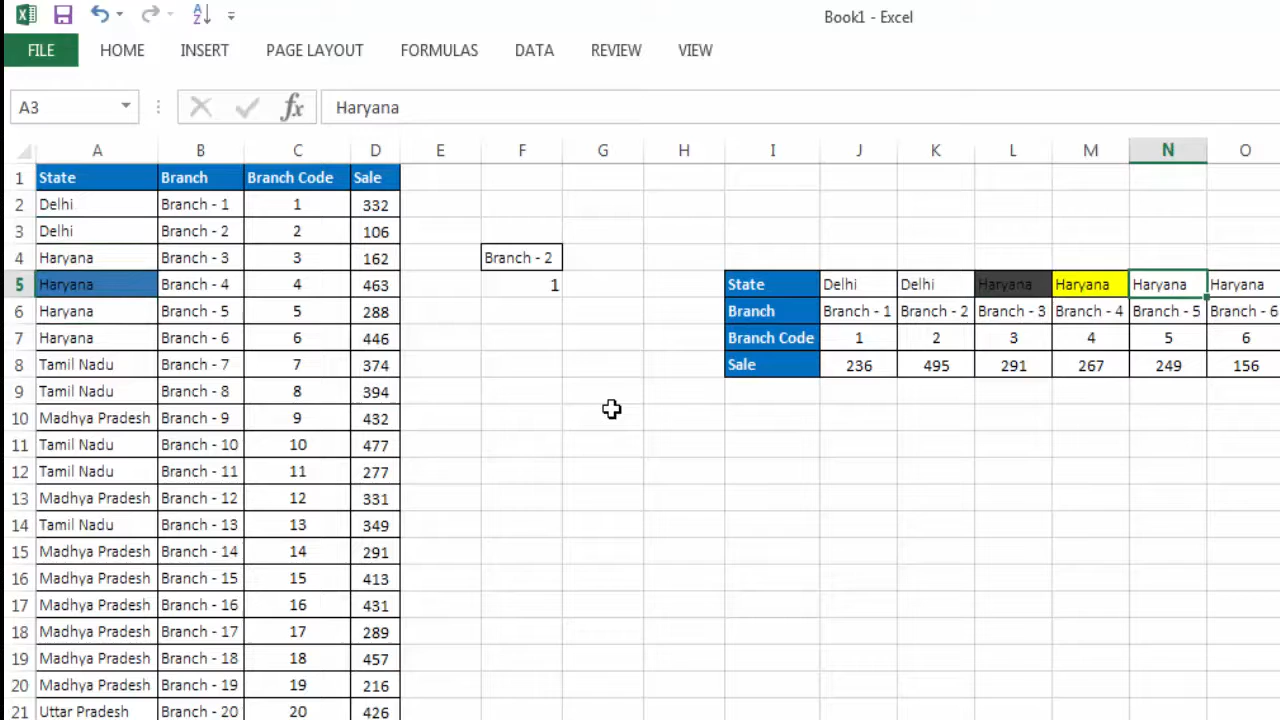 Book1 - Excel
FILE HOME INSERT PAGE LAYOUT FORMULAS DATA REVIEW VIEW
A3 fx Haryana
A B C D E F G H I J K L M N O
1 State Branch Branch Code Sale
2 Delhi Branch - 1 1 332
3 Delhi Branch - 2 2 106
4 Haryana Branch - 3 3 162 Branch - 2
5 Haryana Branch - 4 4 463 1 State Delhi Delhi Haryana Haryana Haryana Haryana
6 Haryana Branch - 5 5 288 Branch Branch - 1 Branch - 2 Branch - 3 Branch - 4 Branch - 5 Branch - 6
7 Haryana Branch - 6 6 446 Branch Code 1 2 3 4 5 6
8 Tamil Nadu Branch - 7 7 374 Sale 236 495 291 267 249 156
9 Tamil Nadu Branch - 8 8 394
10 Madhya Pradesh Branch - 9 9 432
11 Tamil Nadu Branch - 10 10 477
12 Tamil Nadu Branch - 11 11 277
13 Madhya Pradesh Branch - 12 12 331
14 Tamil Nadu Branch - 13 13 349
15 Madhya Pradesh Branch - 14 14 291
16 Madhya Pradesh Branch - 15 15 413
17 Madhya Pradesh Branch - 16 16 431
18 Madhya Pradesh Branch - 17 17 289
19 Madhya Pradesh Branch - 18 18 457
20 Madhya Pradesh Branch - 19 19 216
21 Uttar Pradesh Branch - 20 20 426